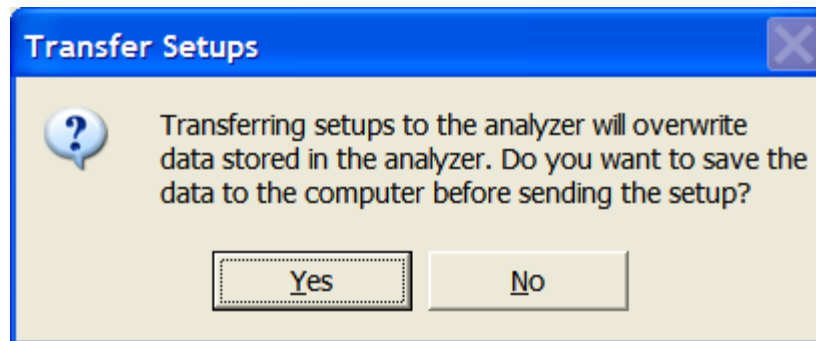 Transfer Setups
Transferring setups to the analyzer will overwrite
data stored in the analyzer. Do you want to save the
data to the computer before sending the setup?
Yes
No